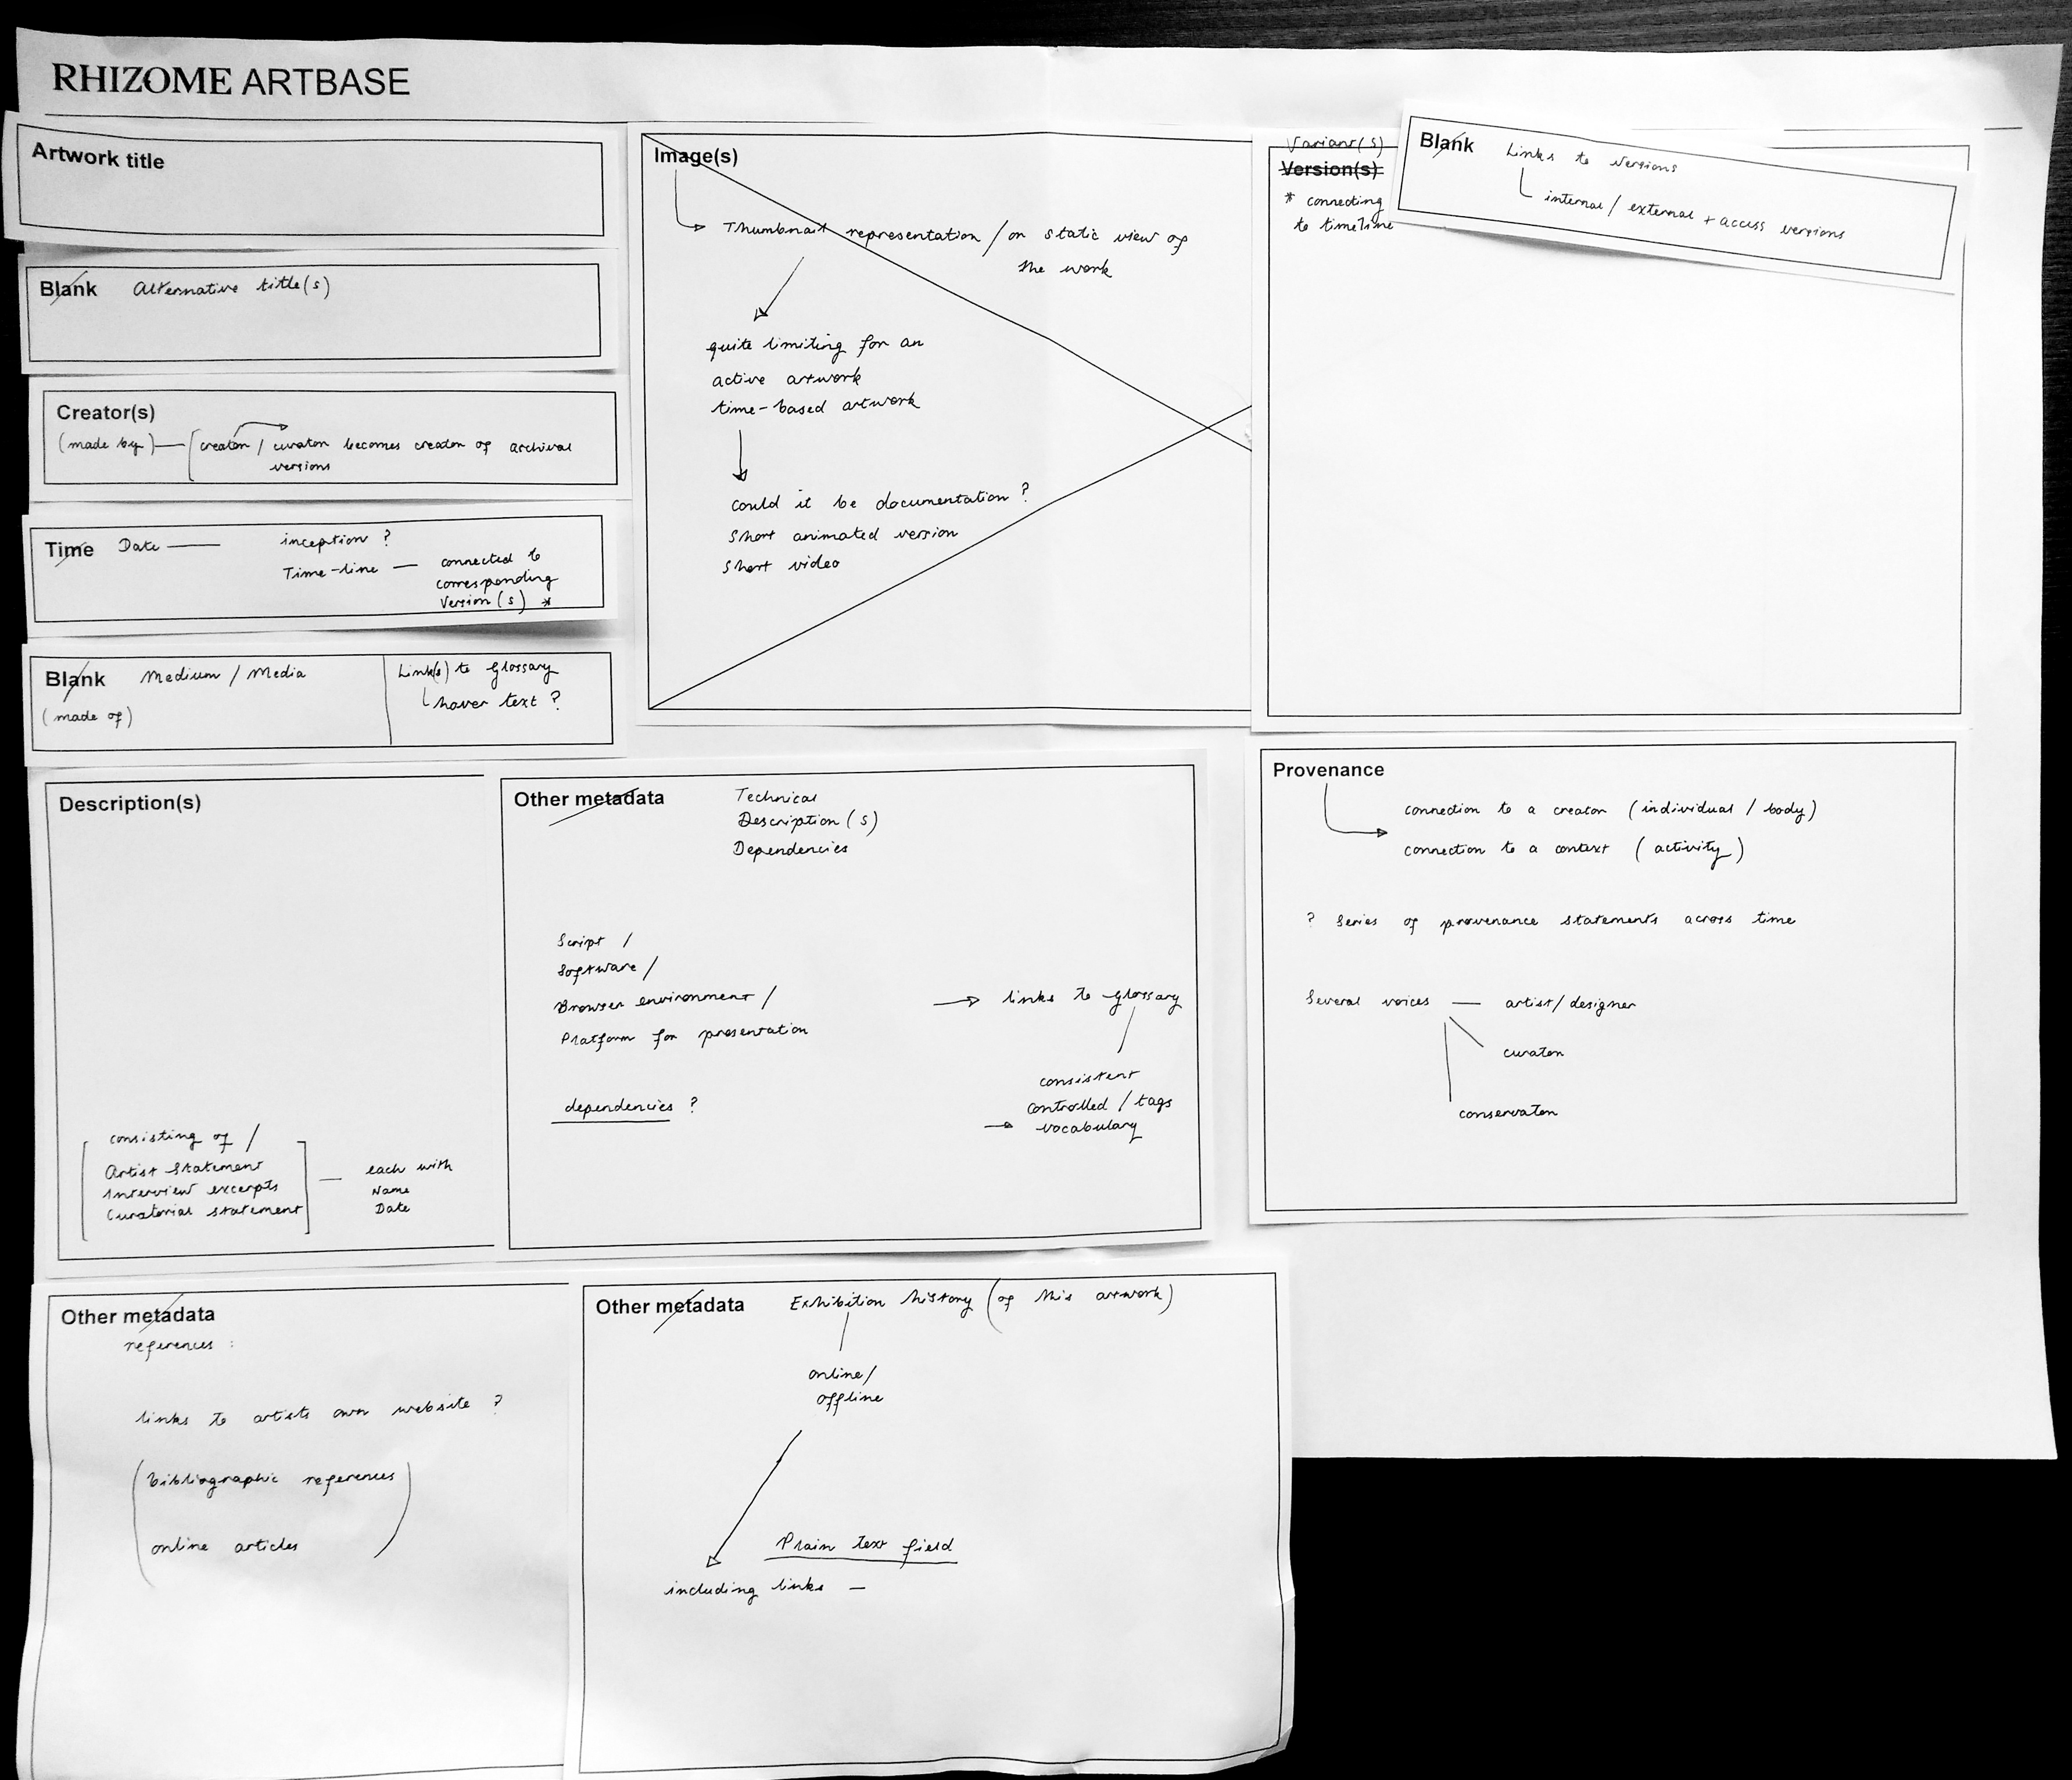 RHIZOME ARTBASE
Artwork title
Blank Alternative title(s)
Creator(s)
(made by) — creator / curator becomes creator of archival
versions
Time Date — inception ?
Time-line — connected to
corresponding
Version(s) *
Blank Medium / Media
(made of)
Link(s) to glossary
hover text ?
Image(s)
Thumbnail representation / or static view of
the work
quite limiting for an
active artwork
time-based artwork
could it be documentation ?
short animated version
short video
Variant(s)
Version(s)
* connecting
to timeline
Blank Links to versions
internal / external + access versions
Description(s)
consisting of /
Artist statement
Interview excerpts
Curatorial statement
— each with
Name
Date
Other metadata Technical
Description(s)
Dependencies
Script /
Software /
Browser environment /
Platform for presentation
dependencies ?
links to glossary
consistent
controlled / tags
vocabulary
Provenance
connection to a creator (individual / body)
connection to a context (activity)
? Series of provenance statements across time
Several voices — artist/designer
curator
conservator
Other metadata
references :
links to artists own website ?
(bibliographic references
online articles)
Other metadata Exhibition history (of this artwork)
online/
offline
Plain text field
including links —